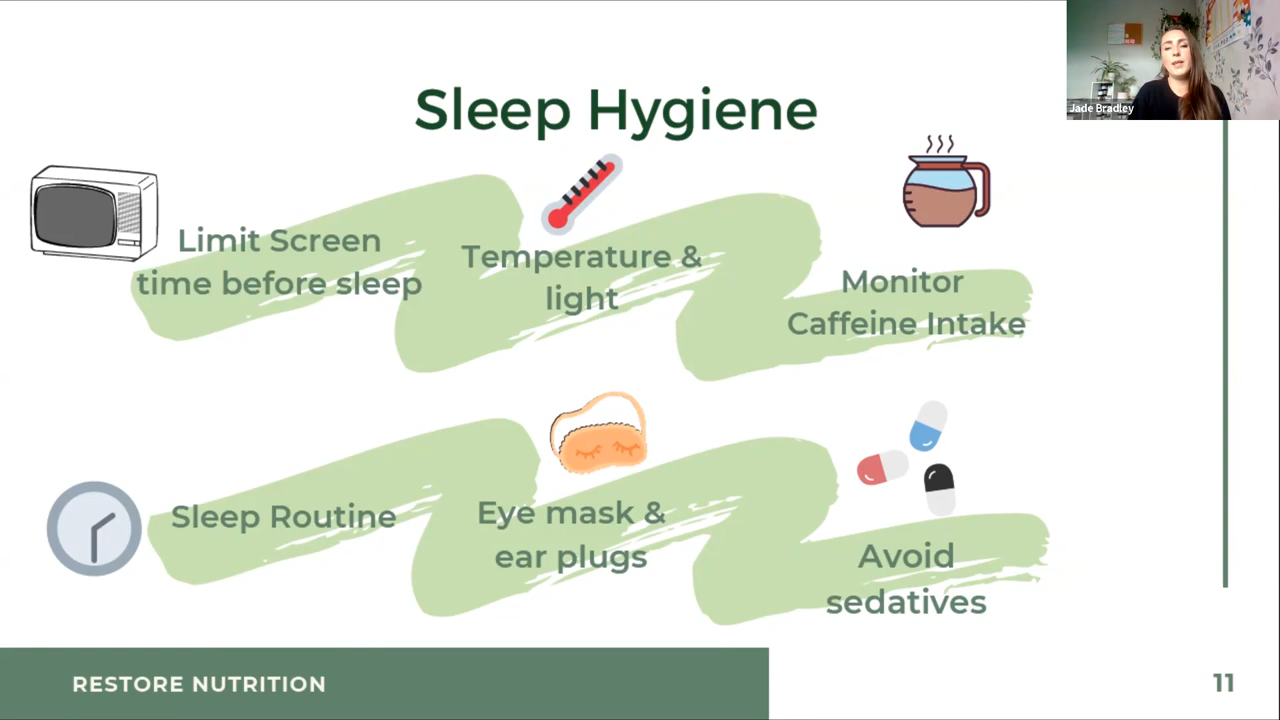 Sleep Hygiene
Jade Bradley
Limit Screen
time before sleep
Temperature &
light
Monitor
Caffeine Intake
Sleep Routine
Eye mask &
ear plugs
Avoid
sedatives
RESTORE NUTRITION
11